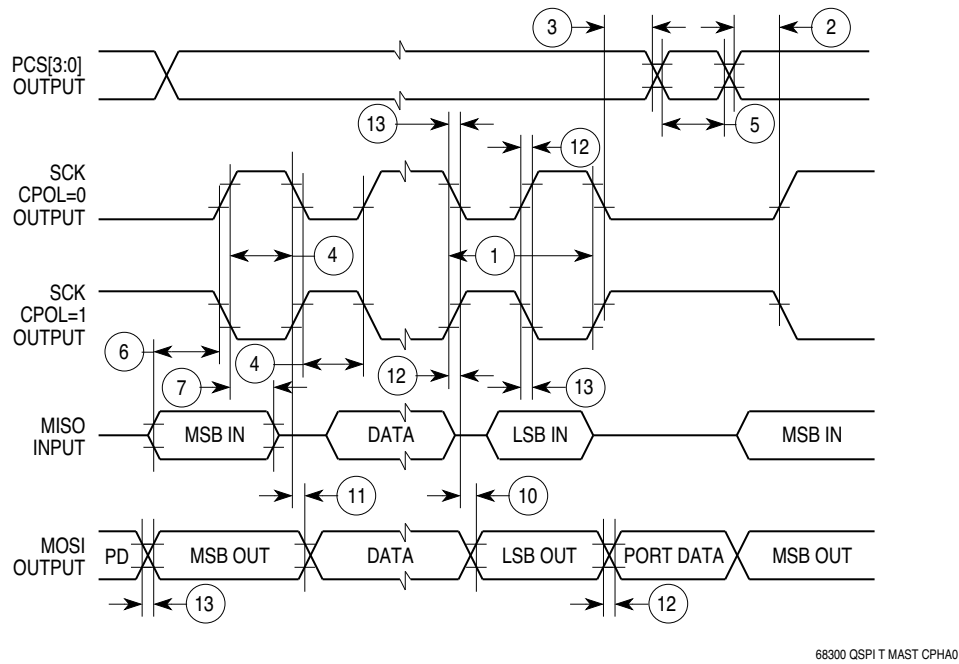 3
2
PCS[3:0]
OUTPUT
5
13
12
SCK
CPOL=0
OUTPUT
4
1
SCK
CPOL=1
OUTPUT
6
4
12
13
7
MISO
INPUT
MSB IN
DATA
LSB IN
MSB IN
11
10
MOSI
OUTPUT
PD
MSB OUT
DATA
LSB OUT
PORT DATA
MSB OUT
13
12
68300 QSPI T MAST CPHA0